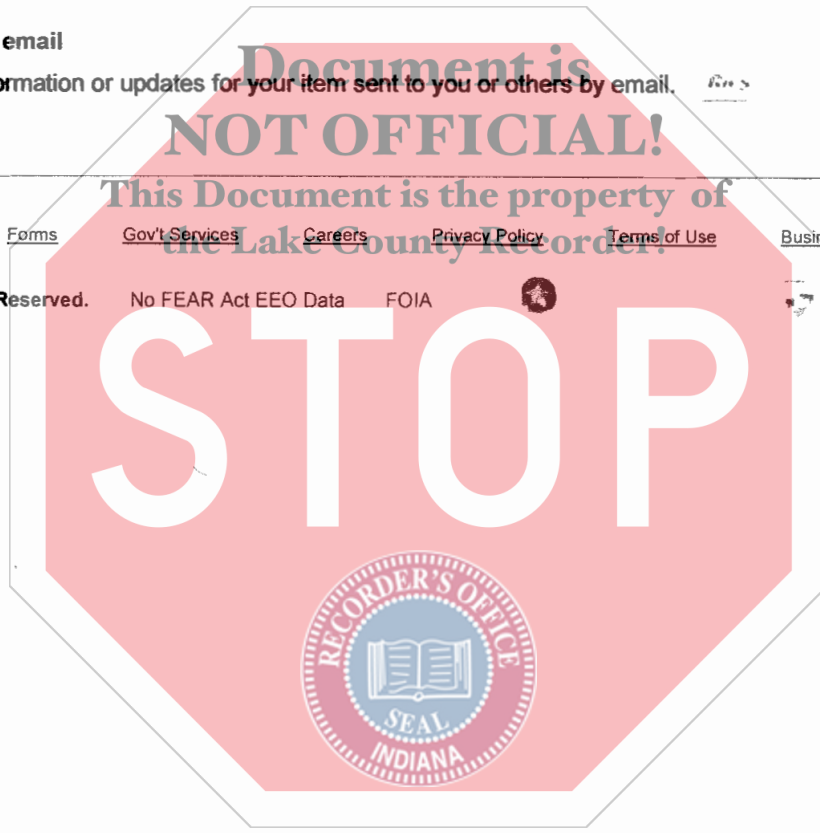 email
ormation or updates for your item sent to you or others by email.
Document is
NOT OFFICIAL!
This Document is the property of
the Lake County Recorder!
Forms Gov't Services Careers Privacy Policy Terms of Use Busin
Reserved. No FEAR Act EEO Data FOIA
STOP
RECORDER'S OFFICE
SEAL
INDIANA